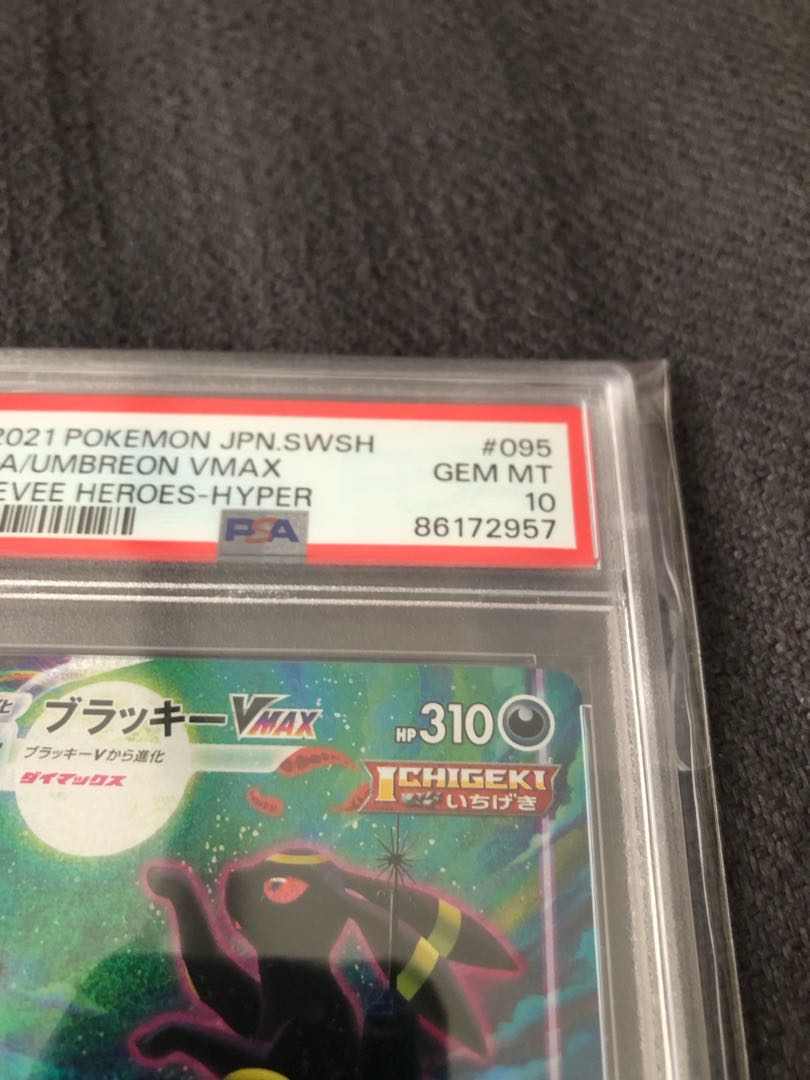 2021 POKEMON JPN.SWSH #095
A/UMBREON VMAX GEM MT
EVEE HEROES-HYPER 10
PSA 86172957
ブラッキーVMAX HP 310
ブラッキーVから進化
ダイマックス
ICHIGEKI
いちげき